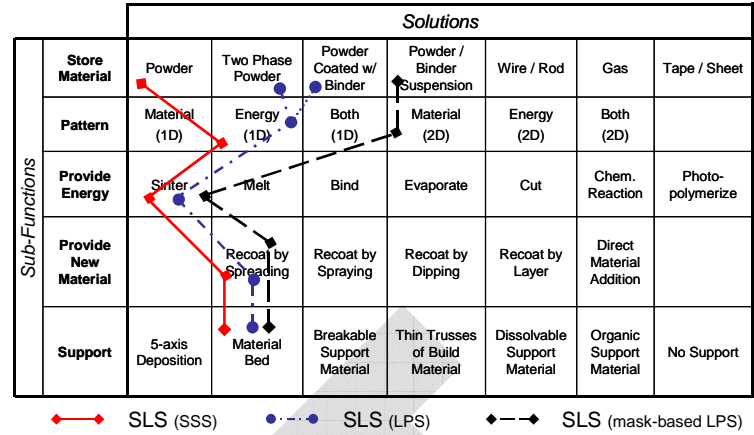 Solutions
Sub-Functions
Store
Material
Powder
Two Phase
Powder
Powder
Coated w/
Binder
Powder /
Binder
Suspension
Wire / Rod
Gas
Tape / Sheet
Pattern
Material
(1D)
Energy
(1D)
Both
(1D)
Material
(2D)
Energy
(2D)
Both
(2D)
Provide
Energy
Sinter
Melt
Bind
Evaporate
Cut
Chem.
Reaction
Photo-
polymerize
Provide
New
Material
Recoat by
Spreading
Recoat by
Spraying
Recoat by
Dipping
Recoat by
Layer
Direct
Material
Addition
Support
5-axis
Deposition
Material
Bed
Breakable
Support
Material
Thin Trusses
of Build
Material
Dissolvable
Support
Material
Organic
Support
Material
No Support
SLS (SSS)
SLS (LPS)
SLS (mask-based LPS)